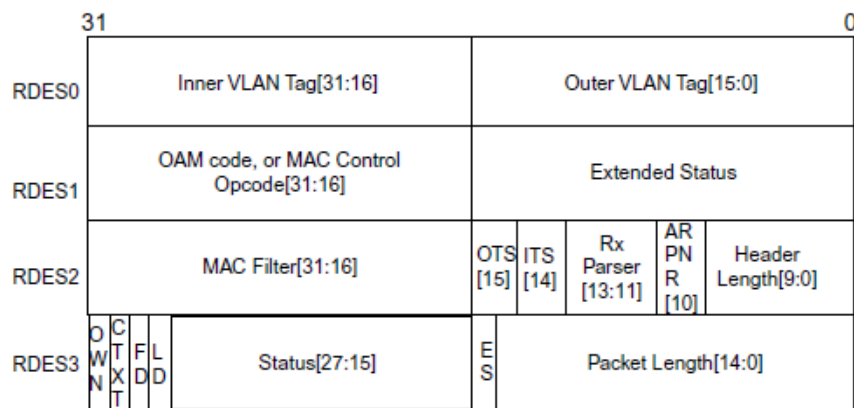 31 0
RDES0 Inner VLAN Tag[31:16] Outer VLAN Tag[15:0]
OAM code, or MAC Control
Opcode[31:16]
RDES1 Extended Status
RDES2 MAC Filter[31:16]
OTS
[15]
ITS
[14]
Rx
Parser
[13:11]
AR
PN
R
[10]
Header
Length[9:0]
RDES3
O
W
N
C
T
X
T
F
D
L
D
Status[27:15]
E
S
Packet Length[14:0]